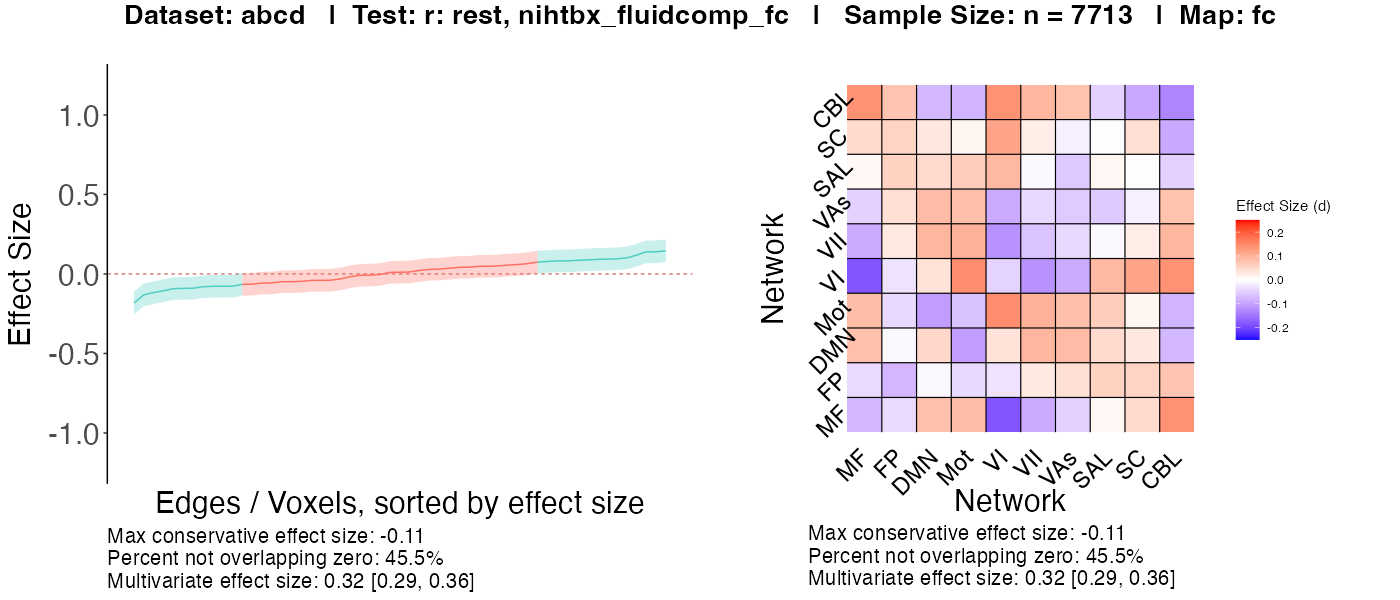 Dataset: abcd | Test: r: rest, nihtbx_fluidcomp_fc | Sample Size: n = 7713 | Map: fc
Effect Size
1.0
0.5
0.0
-0.5
-1.0
Edges / Voxels, sorted by effect size
Max conservative effect size: -0.11
Percent not overlapping zero: 45.5%
Multivariate effect size: 0.32 [0.29, 0.36]
Network
CBL
SC
SAL
VAs
VII
VI
Mot
DMN
FP
MF
MF FP DMN Mot VI VII VAs SAL SC CBL
Network
Max conservative effect size: -0.11
Percent not overlapping zero: 45.5%
Multivariate effect size: 0.32 [0.29, 0.36]
Effect Size (d)
0.2
0.1
0.0
-0.1
-0.2